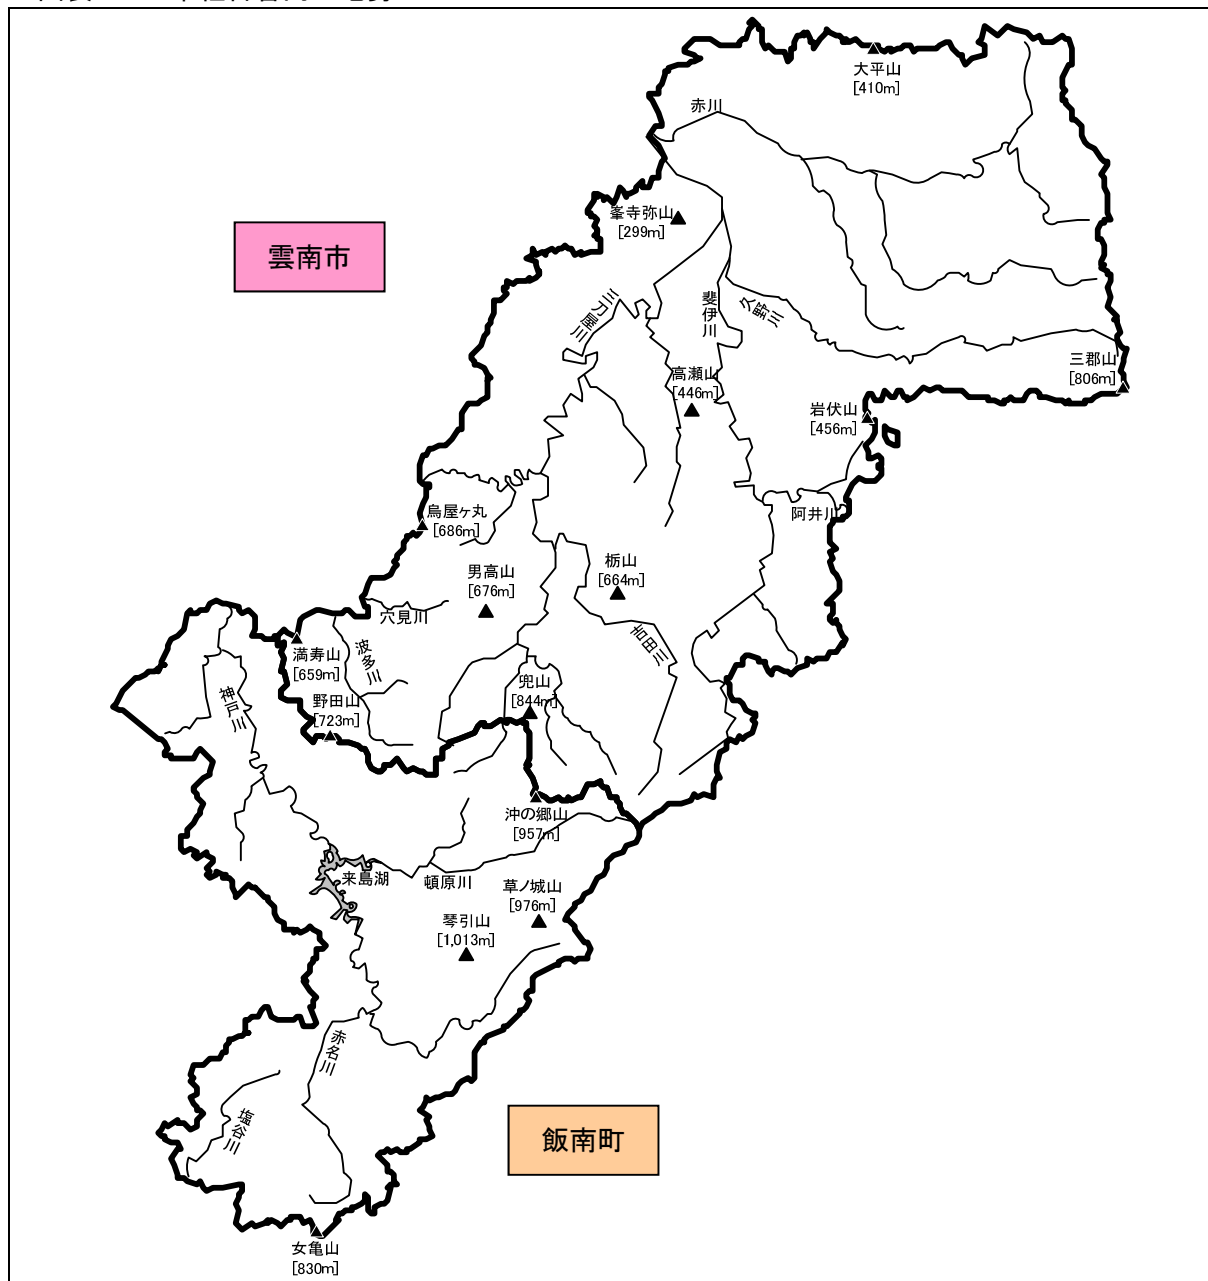 大平山
[410m]
赤川
峯寺弥山
[299m]
雲南市
三刀屋川
斐伊川
久野川
三郡山
[806m]
高瀬山
[446m]
岩伏山
[456m]
烏屋ヶ丸
[686m]
阿井川
栃山
[664m]
男高山
[676m]
穴見川
吉田川
満寿山
[659m]
波多川
兜山
[844m]
神戸川
野田山
[723m]
沖の郷山
[957m]
来島湖
頓原川
草ノ城山
[976m]
琴引山
[1,013m]
赤名川
塩谷川
飯南町
女亀山
[830m]